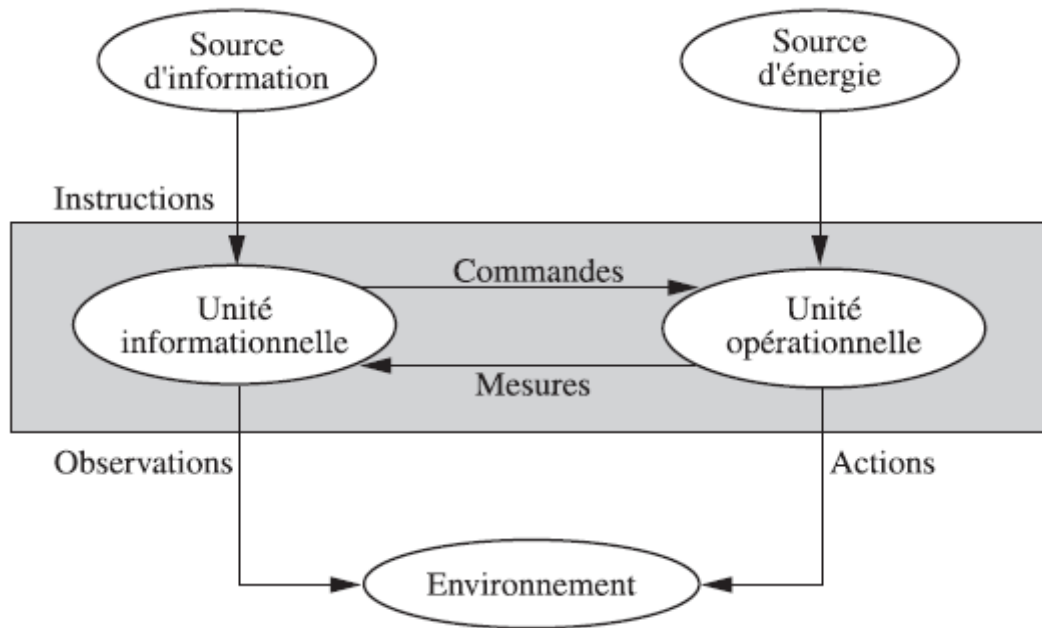 Source
d'information
Source
d'énergie
Instructions
Commandes
Unité
informationnelle
Unité
opérationnelle
Mesures
Observations
Actions
Environnement